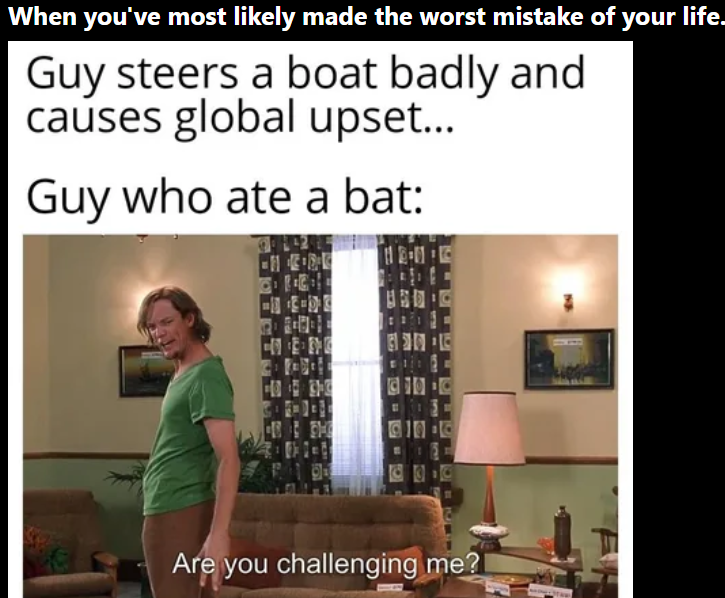 When you've most likely made the worst mistake of your life.
Guy steers a boat badly and
causes global upset...
Guy who ate a bat:
Are you challenging me?